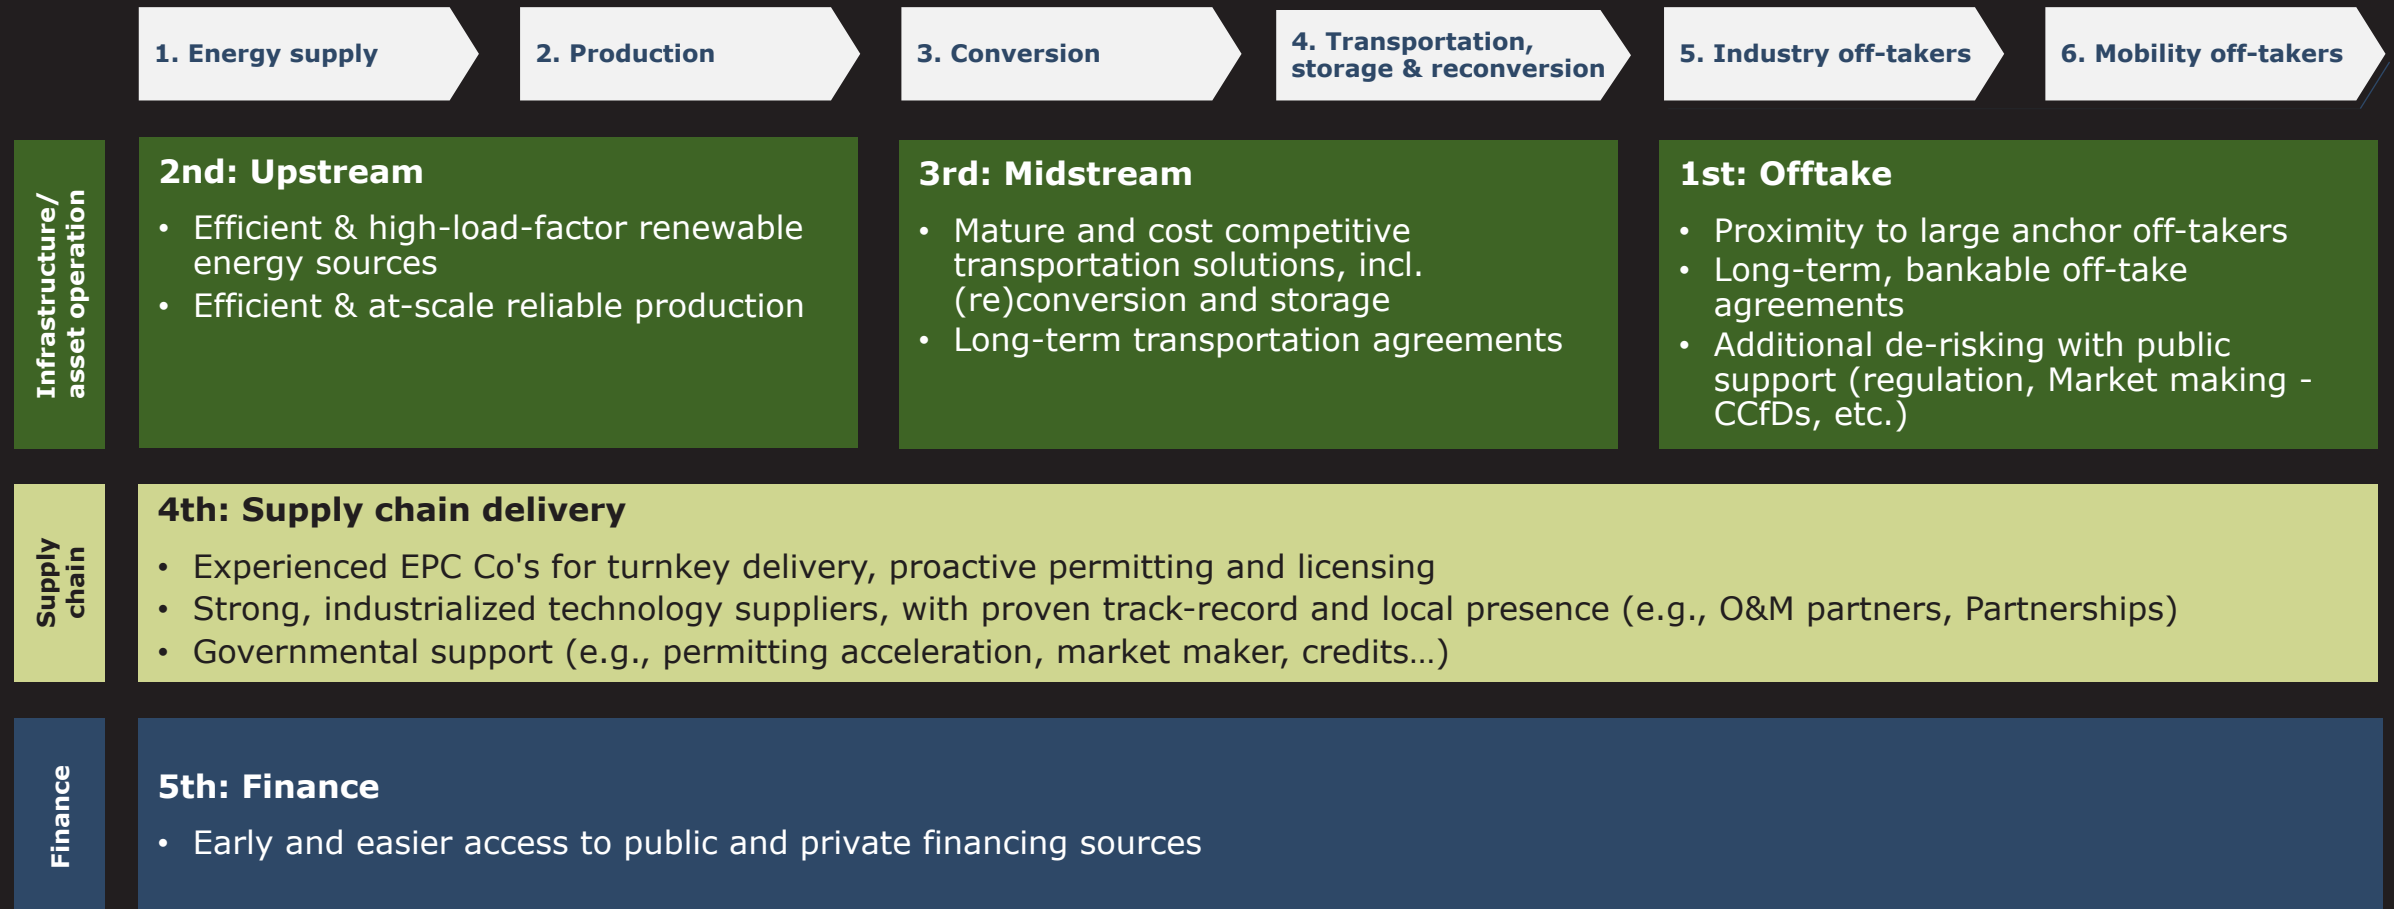 1. Energy supply
2. Production
3. Conversion
4. Transportation,
storage & reconversion
5. Industry off-takers
6. Mobility off-takers
Infrastructure/
asset operation
2nd: Upstream
• Efficient & high-load-factor renewable
energy sources
• Efficient & at-scale reliable production
3rd: Midstream
• Mature and cost competitive
transportation solutions, incl.
(re)conversion and storage
• Long-term transportation agreements
1st: Offtake
• Proximity to large anchor off-takers
• Long-term, bankable off-take
agreements
• Additional de-risking with public
support (regulation, Market making -
CCfDs, etc.)
Supply
chain
4th: Supply chain delivery
• Experienced EPC Co's for turnkey delivery, proactive permitting and licensing
• Strong, industrialized technology suppliers, with proven track-record and local presence (e.g., O&M partners, Partnerships)
• Governmental support (e.g., permitting acceleration, market maker, credits…)
Finance
5th: Finance
• Early and easier access to public and private financing sources